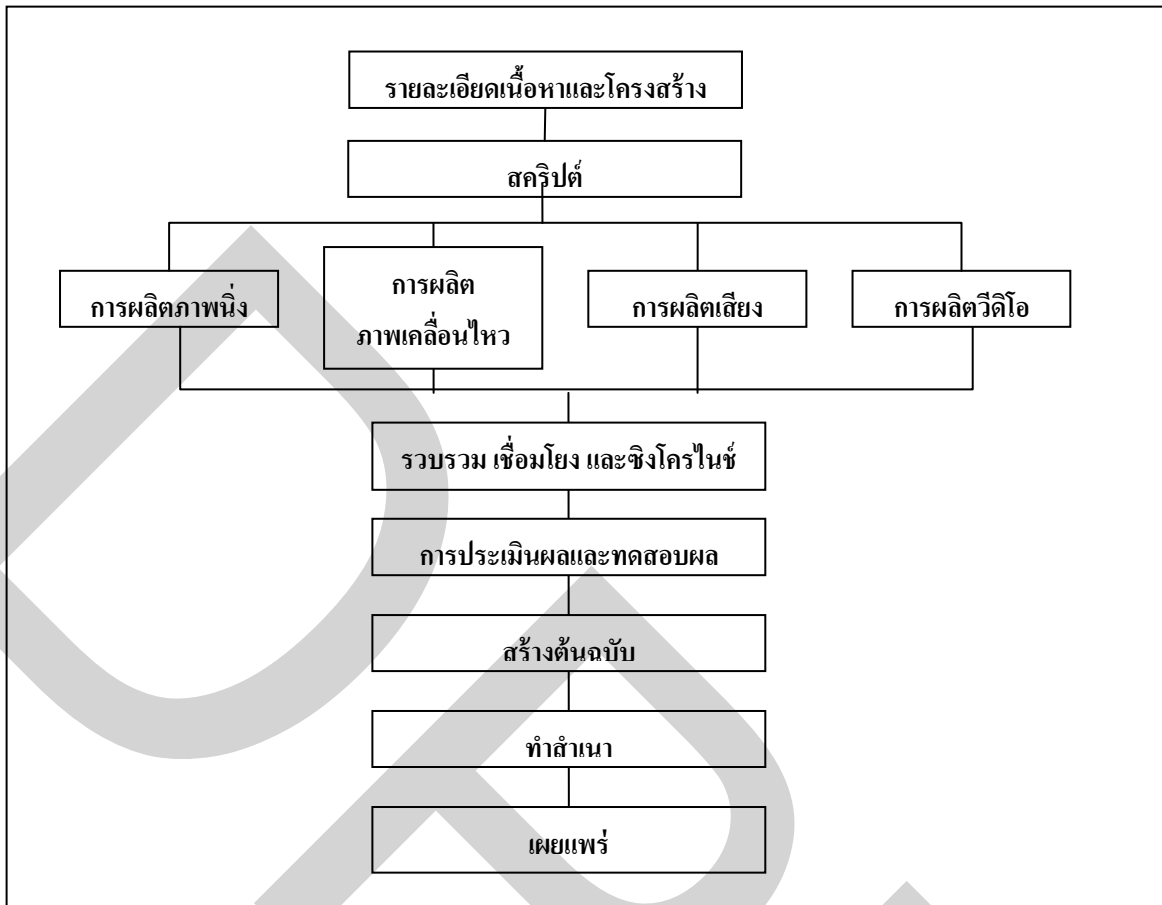 รายละเอียดเนื้อหาและโครงสร้าง
สคริปต์
การผลิตภาพนิ่ง
การผลิต
ภาพเคลื่อนไหว
การผลิตเสียง
การผลิตวีดิโอ
รวบรวม เชื่อมโยง และซิงโครไนซ์
การประเมินผลและทดสอบผล
สร้างต้นฉบับ
ทำสำเนา
เผยแพร่